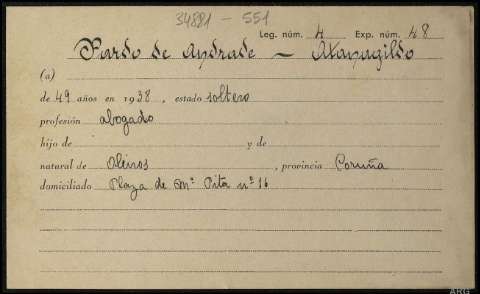 34881 - 551
Leg. núm. 4 Exp. núm. 48
Pardo de Andrade — Atanagildo
(a)
de 49 años en 1938, estado soltero
profesión abogado
hijo de y de
natural de Oleiros, provincia Coruña
domiciliado Plaza de Mª Pita nº 16
ARG